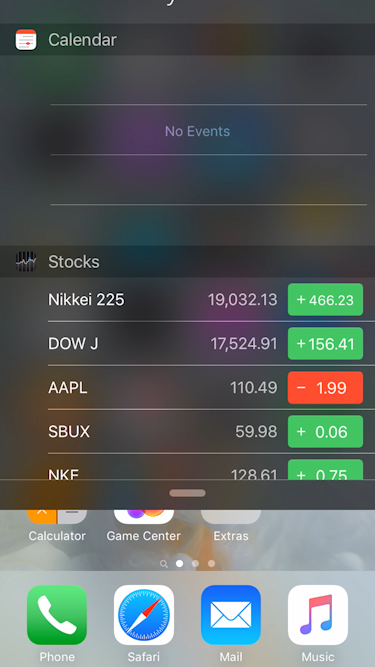 Calendar
No Events
Stocks
Nikkei 225 19,032.13 +466.23
DOW J 17,524.91 +156.41
AAPL 110.49 − 1.99
SBUX 59.98 + 0.06
NKE 128.61 + 0.75
Calculator Game Center Extras
Phone Safari Mail Music